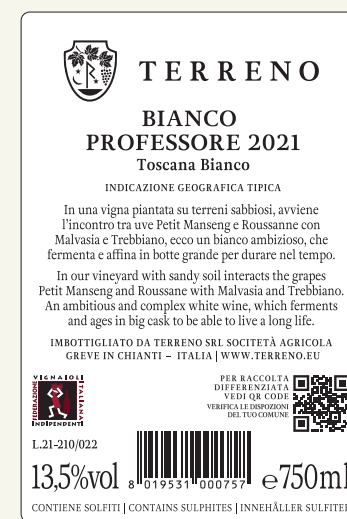 TERRENO
BIANCO
PROFESSORE 2021
Toscana Bianco
INDICAZIONE GEOGRAFICA TIPICA
In una vigna piantata su terreni sabbiosi, avviene
l'incontro tra uve Petit Manseng e Roussanne con
Malvasia e Trebbiano, ecco un bianco ambizioso, che
fermenta e affina in botte grande per durare nel tempo.
In our vineyard with sandy soil interacts the grapes
Petit Manseng and Roussane with Malvasia and Trebbiano.
An ambitious and complex white wine, which ferments
and ages in big cask to be able to live a long life.
IMBOTTIGLIATO DA TERRENO SRL SOCITETÀ AGRICOLA
GREVE IN CHIANTI – ITALIA | WWW.TERRENO.EU
VIGNAIOLI
ITALIANA
INDIPENDENTI
FEDERAZIONE
PER RACCOLTA
DIFFERENZIATA
VEDI QR CODE
VERIFICA LE DISPOZIONI
DEL TUO COMUNE
L.21-210/022
13,5%vol
8 019531 000757
℮750ml
CONTIENE SOLFITI | CONTAINS SULPHITES | INNEHÅLLER SULFITER